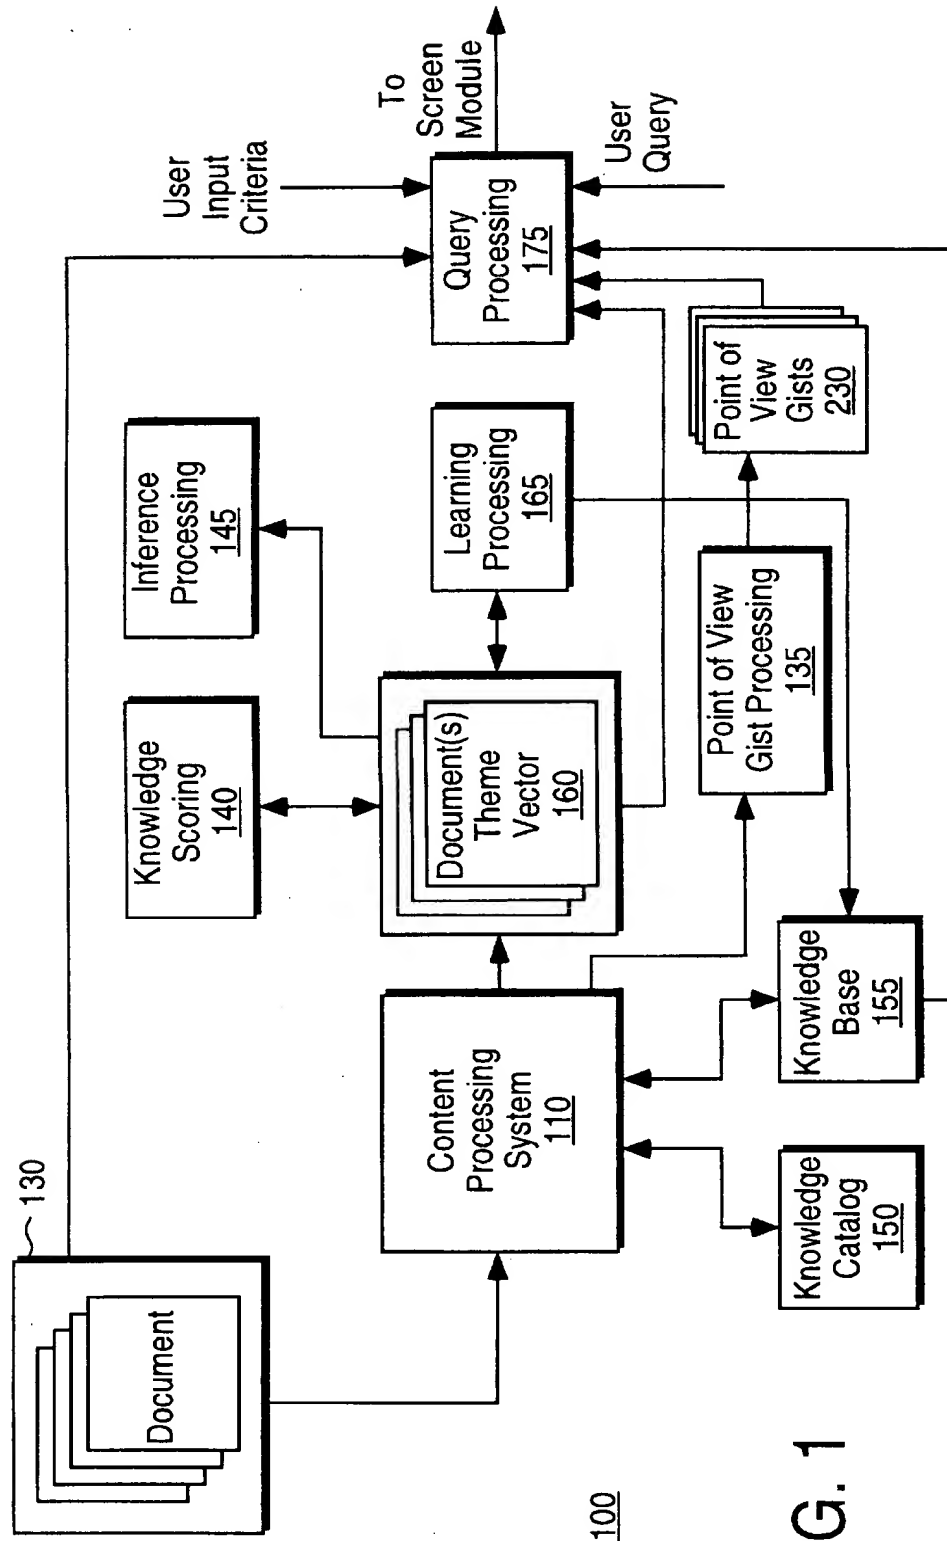 130
Document
100
Content
Processing
System
110
Knowledge
Catalog
150
Knowledge
Base
155
Knowledge
Scoring
140
Inference
Processing
145
Document(s)
Theme
Vector
160
Learning
Processing
165
Point of View
Gist Processing
135
Point of
View
Gists
230
User
Input
Criteria
Query
Processing
175
User
Query
To
Screen
Module
G. 1